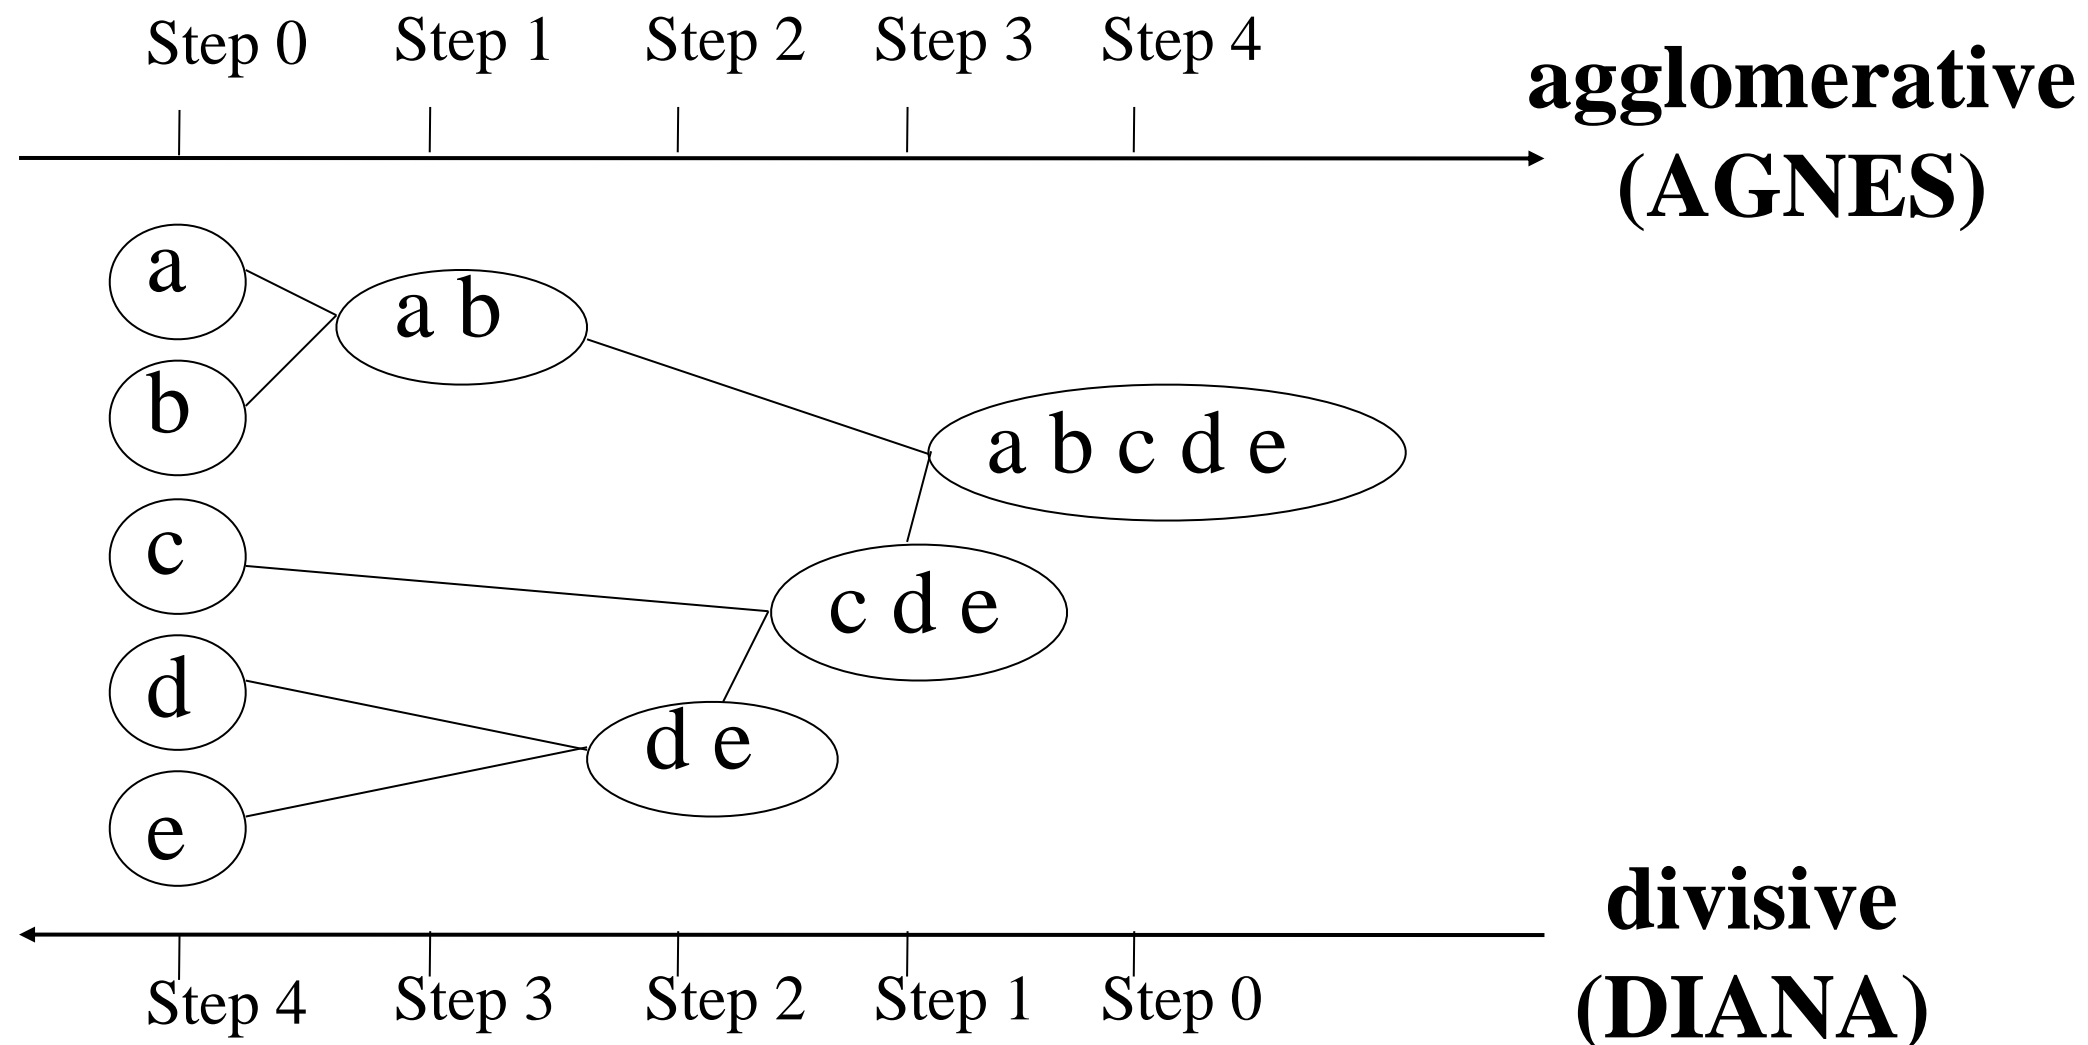 Step 0 Step 1 Step 2 Step 3 Step 4
agglomerative
(AGNES)
a
a b
b
a b c d e
c
c d e
d
d e
e
divisive
(DIANA)
Step 4 Step 3 Step 2 Step 1 Step 0